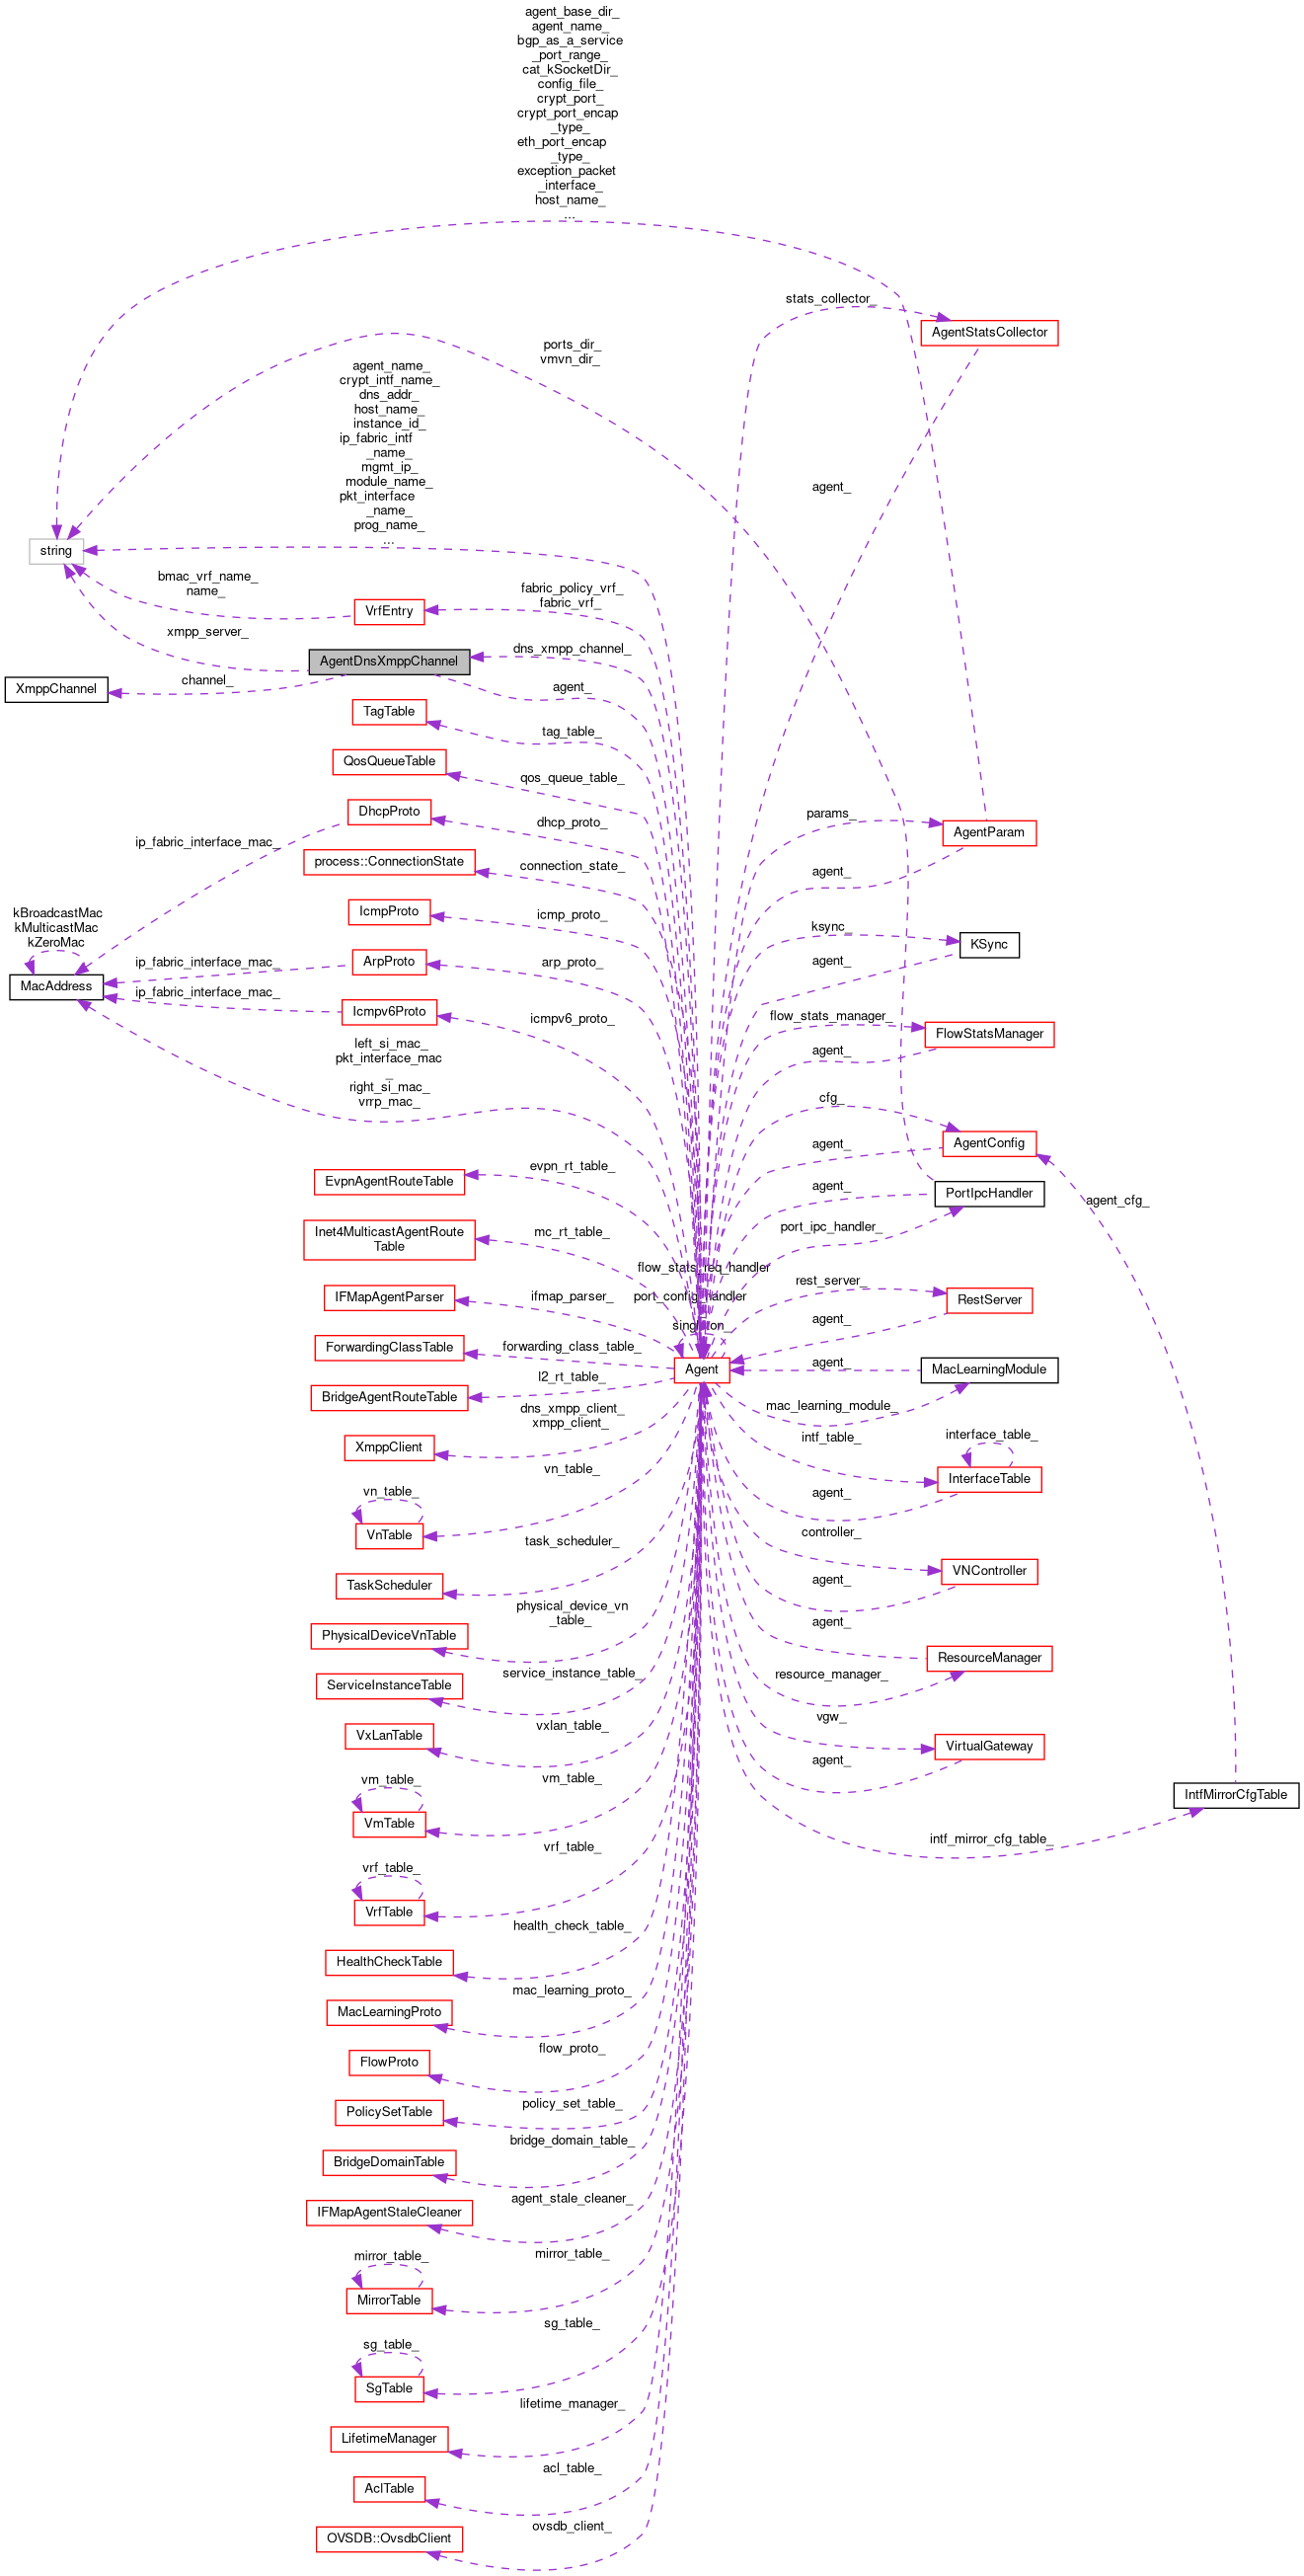 agent_base_dir_
agent_name_
bgp_as_a_service
_port_range_
cat_kSocketDir_
config_file_
crypt_port_
crypt_port_encap
_type_
eth_port_encap
_type_
exception_packet
_interface_
host_name_
...
stats_collector_
AgentStatsCollector
ports_dir_
vmvn_dir_
agent_name_
crypt_intf_name_
dns_addr_
host_name_
instance_id_
ip_fabric_intf
_name_
mgmt_ip_
module_name_
pkt_interface
_name_
prog_name_
...
agent_
string
bmac_vrf_name_
name_
VrfEntry
fabric_policy_vrf_
fabric_vrf_
xmpp_server_
AgentDnsXmppChannel
dns_xmpp_channel_
XmppChannel
channel_
agent_
TagTable
tag_table_
QosQueueTable
qos_queue_table_
DhcpProto
dhcp_proto_
params_
AgentParam
ip_fabric_interface_mac_
process::ConnectionState
connection_state_
agent_
kBroadcastMac
kMulticastMac
kZeroMac
IcmpProto
icmp_proto_
ksync_
KSync
MacAddress
ip_fabric_interface_mac_
ArpProto
arp_proto_
agent_
ip_fabric_interface_mac_
Icmpv6Proto
icmpv6_proto_
flow_stats_manager_
FlowStatsManager
left_si_mac_
pkt_interface_mac
_
right_si_mac_
vrrp_mac_
agent_
cfg_
AgentConfig
agent_
EvpnAgentRouteTable
evpn_rt_table_
agent_
PortIpcHandler
agent_cfg_
Inet4MulticastAgentRoute
Table
mc_rt_table_
port_ipc_handler_
flow_stats_req_handler
port_config_handler
singleton_
IFMapAgentParser
ifmap_parser_
rest_server_
RestServer
agent_
ForwardingClassTable
forwarding_class_table_
Agent
agent_
MacLearningModule
BridgeAgentRouteTable
l2_rt_table_
mac_learning_module_
XmppClient
dns_xmpp_client_
xmpp_client_
intf_table_
interface_table_
InterfaceTable
vn_table_
VnTable
vn_table_
agent_
TaskScheduler
task_scheduler_
controller_
VNController
agent_
PhysicalDeviceVnTable
physical_device_vn
_table_
agent_
ResourceManager
ServiceInstanceTable
service_instance_table_
resource_manager_
VxLanTable
vxlan_table_
vgw_
VirtualGateway
agent_
vm_table_
VmTable
vm_table_
IntfMirrorCfgTable
intf_mirror_cfg_table_
vrf_table_
VrfTable
vrf_table_
HealthCheckTable
health_check_table_
MacLearningProto
mac_learning_proto_
FlowProto
flow_proto_
PolicySetTable
policy_set_table_
BridgeDomainTable
bridge_domain_table_
IFMapAgentStaleCleaner
agent_stale_cleaner_
mirror_table_
MirrorTable
mirror_table_
sg_table_
SgTable
sg_table_
LifetimeManager
lifetime_manager_
AclTable
acl_table_
OVSDB::OvsdbClient
ovsdb_client_